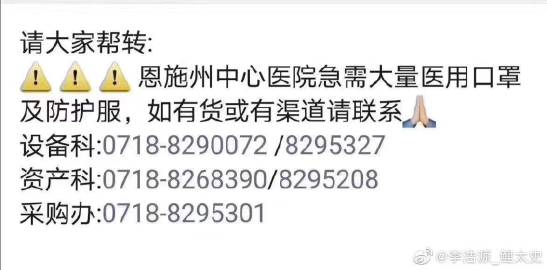 请大家帮转:
⚠️ ⚠️ ⚠️ 恩施州中心医院急需大量医用口罩
及防护服，如有货或有渠道请联系🙏
设备科:0718-8290072 /8295327
资产科:0718-8268390/8295208
采购办:0718-8295301
@李浩源_鲤太史